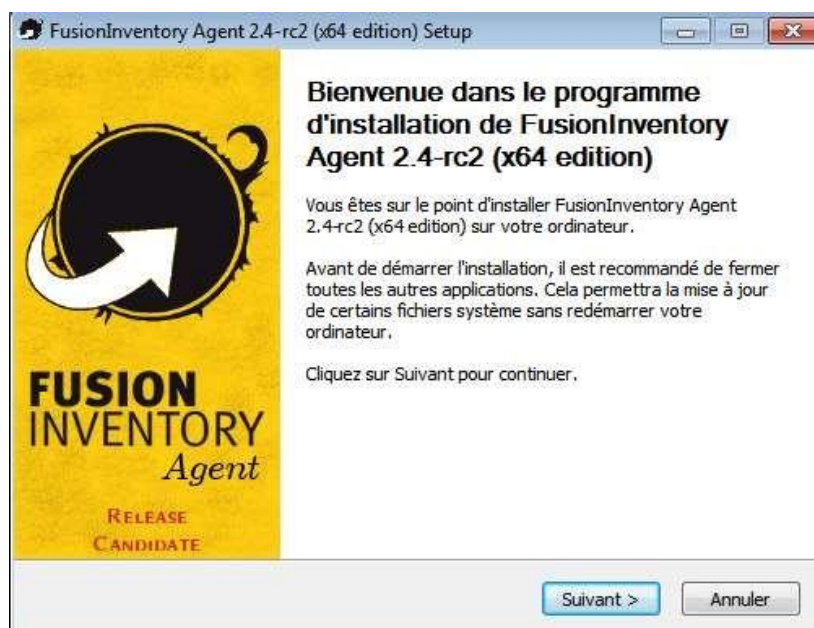 FusionInventory Agent 2.4-rc2 (x64 edition) Setup
Bienvenue dans le programme
d'installation de FusionInventory
Agent 2.4-rc2 (x64 edition)
Vous êtes sur le point d'installer FusionInventory Agent
2.4-rc2 (x64 edition) sur votre ordinateur.
Avant de démarrer l'installation, il est recommandé de fermer
toutes les autres applications. Cela permettra la mise à jour
de certains fichiers système sans redémarrer votre
ordinateur.
Cliquez sur Suivant pour continuer.
FUSION
INVENTORY
Agent
RELEASE
CANDIDATE
Suivant >
Annuler